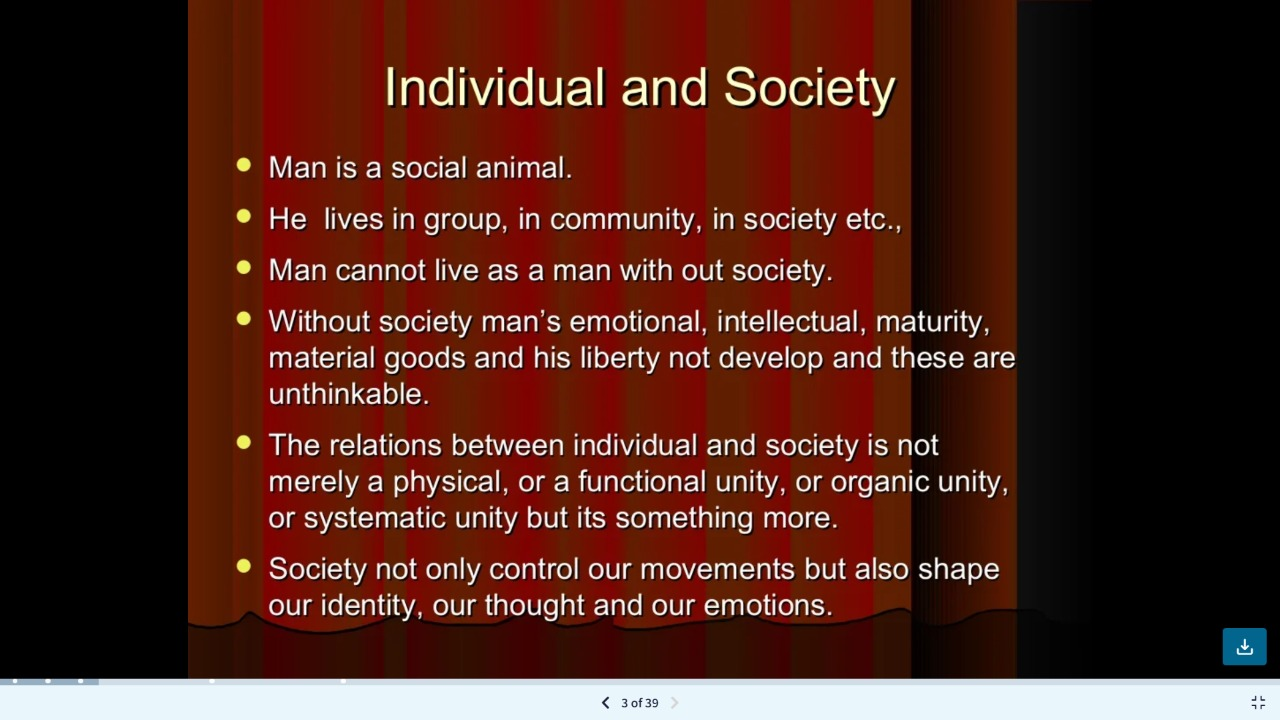 Individual and Society
Man is a social animal.
He lives in group, in community, in society etc.,
Man cannot live as a man with out society.
Without society man’s emotional, intellectual, maturity,
material goods and his liberty not develop and these are
unthinkable.
The relations between individual and society is not
merely a physical, or a functional unity, or organic unity,
or systematic unity but its something more.
Society not only control our movements but also shape
our identity, our thought and our emotions.
3 of 39